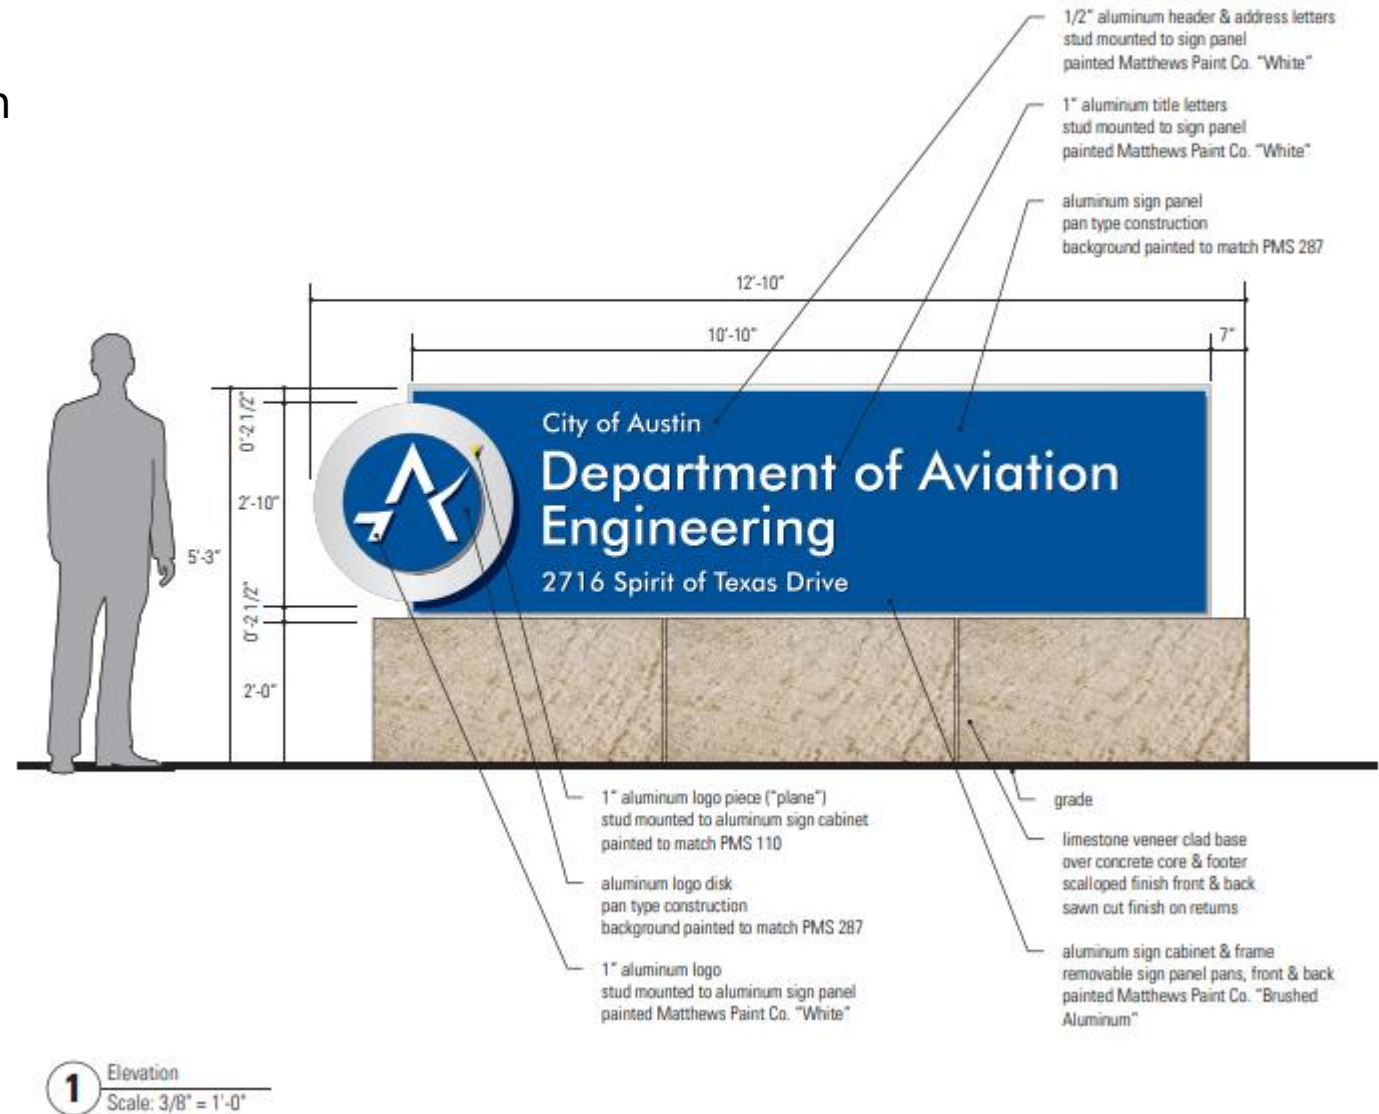 n
1/2" aluminum header & address letters
stud mounted to sign panel
painted Matthews Paint Co. "White"
1" aluminum title letters
stud mounted to sign panel
painted Matthews Paint Co. "White"
aluminum sign panel
pan type construction
background painted to match PMS 287
12'-10"
10'-10"
7"
0'-2 1/2"
2'-10"
5'-3"
0'-2 1/2"
2'-0"
City of Austin
Department of Aviation
Engineering
2716 Spirit of Texas Drive
1" aluminum logo piece ("plane")
stud mounted to aluminum sign cabinet
painted to match PMS 110
aluminum logo disk
pan type construction
background painted to match PMS 287
1" aluminum logo
stud mounted to aluminum sign panel
painted Matthews Paint Co. "White"
grade
limestone veneer clad base
over concrete core & footer
scalloped finish front & back
sawn cut finish on returns
aluminum sign cabinet & frame
removable sign panel pans, front & back
painted Matthews Paint Co. "Brushed
Aluminum"
1
Elevation
Scale: 3/8" = 1'-0"